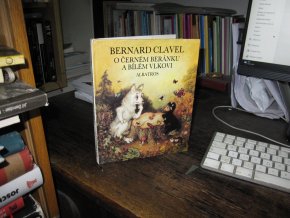 BERNARD CLAVEL
O ČERNÉM BERÁNKU
A BÍLÉM VLKOVI
ALBATROS